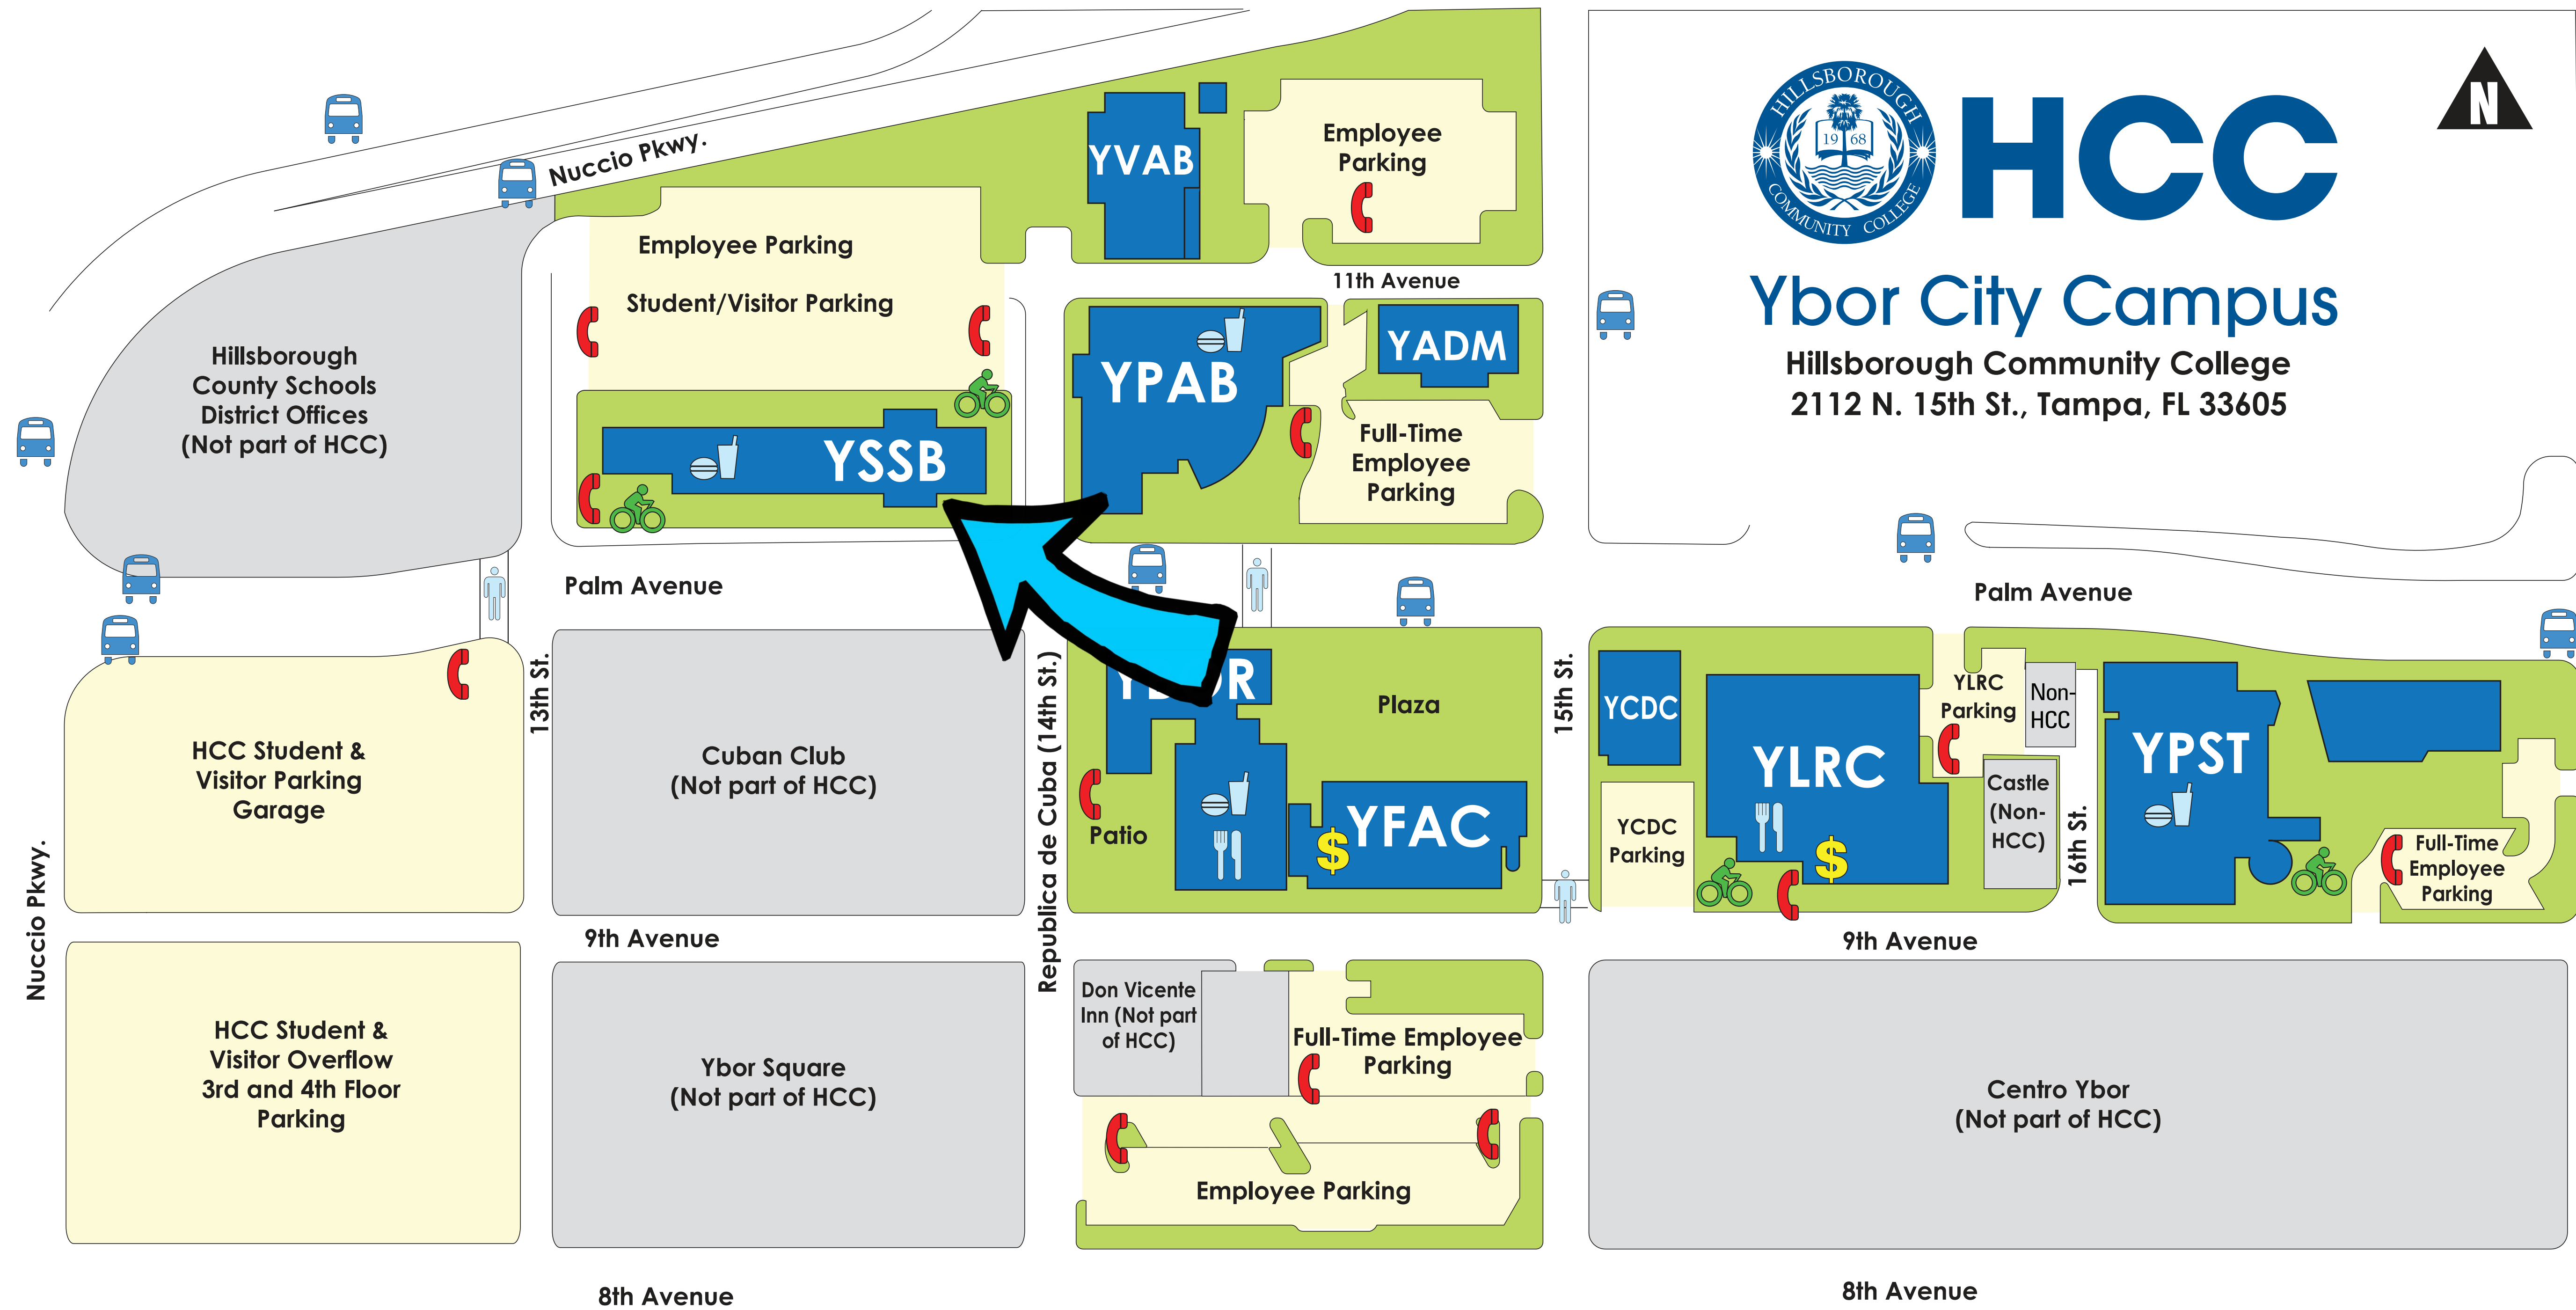 Nuccio Pkwy.
YVAB
Employee
Parking
HILLSBOROUGH
19 68
COMMUNITY COLLEGE
HCC
N
Ybor City Campus
Hillsborough Community College
2112 N. 15th St., Tampa, FL 33605
Employee Parking
Student/Visitor Parking
11th Avenue
Hillsborough
County Schools
District Offices
(Not part of HCC)
YSSB
YPAB
YADM
Full-Time
Employee
Parking
Palm Avenue
Palm Avenue
13th St.
Republica de Cuba (14th St.)
15th St.
16th St.
Nuccio Pkwy.
HCC Student &
Visitor Parking
Garage
Cuban Club
(Not part of HCC)
Plaza
Patio
$
YFAC
YCDC
YCDC
Parking
YLRC
$
YLRC
Parking
Non-
HCC
Castle
(Non-
HCC)
YPST
Full-Time
Employee
Parking
9th Avenue
9th Avenue
HCC Student &
Visitor Overflow
3rd and 4th Floor
Parking
Ybor Square
(Not part of HCC)
Don Vicente
Inn (Not part
of HCC)
Full-Time Employee
Parking
Employee Parking
Centro Ybor
(Not part of HCC)
8th Avenue
8th Avenue